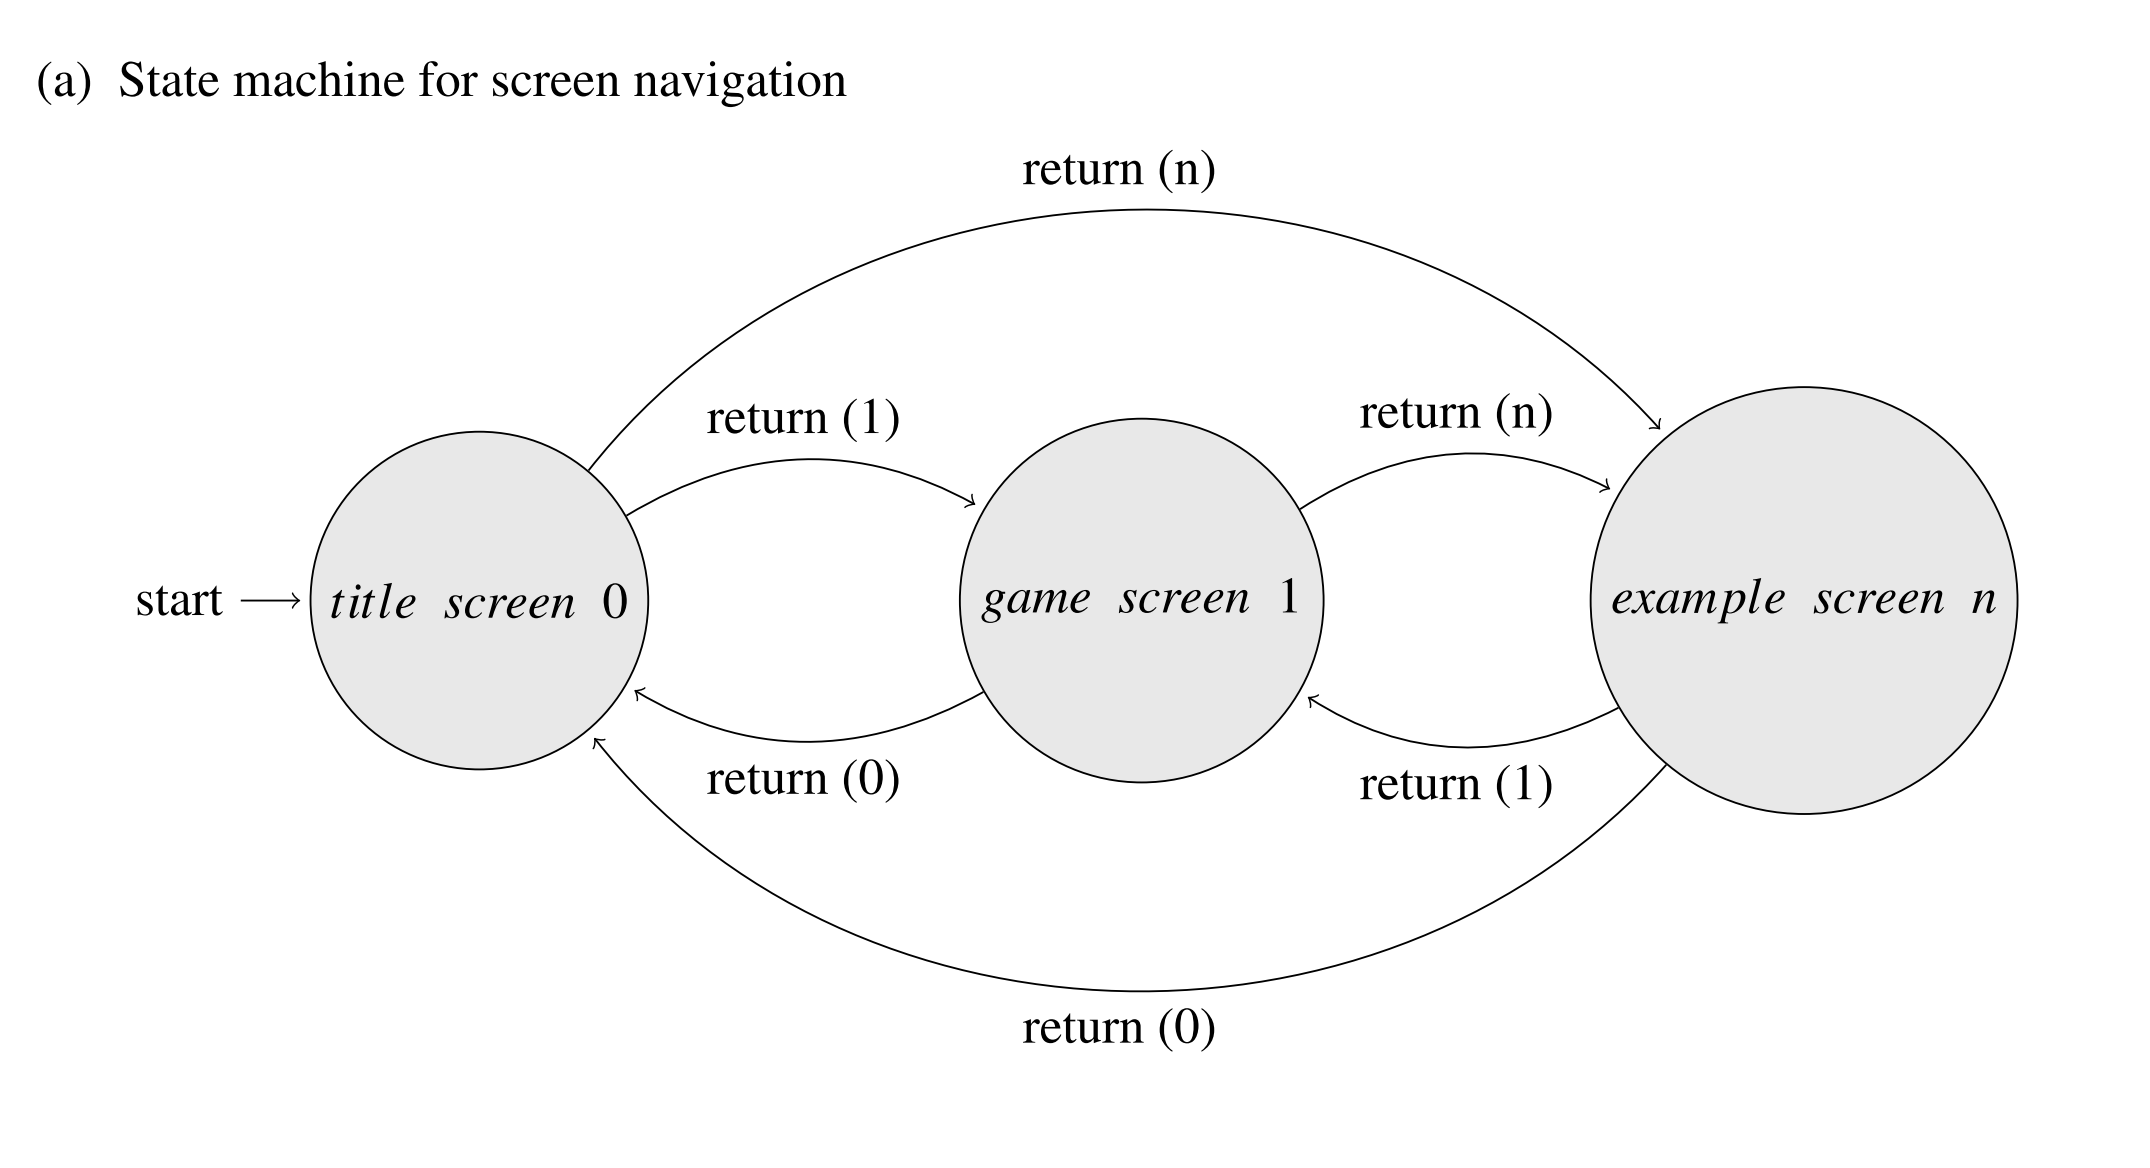 (a) State machine for screen navigation
return (n)
return (1)
return (n)
start
title screen 0
game screen 1
example screen n
return (0)
return (1)
return (0)